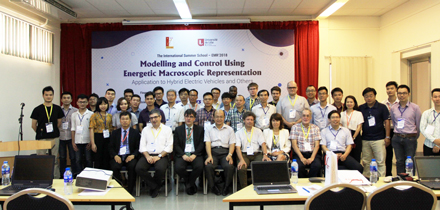 The International Summer School - EMR 2018
Modelling and Control Using
Energetic Macroscopic Representation
Application to Hybrid Electric Vehicles and Others